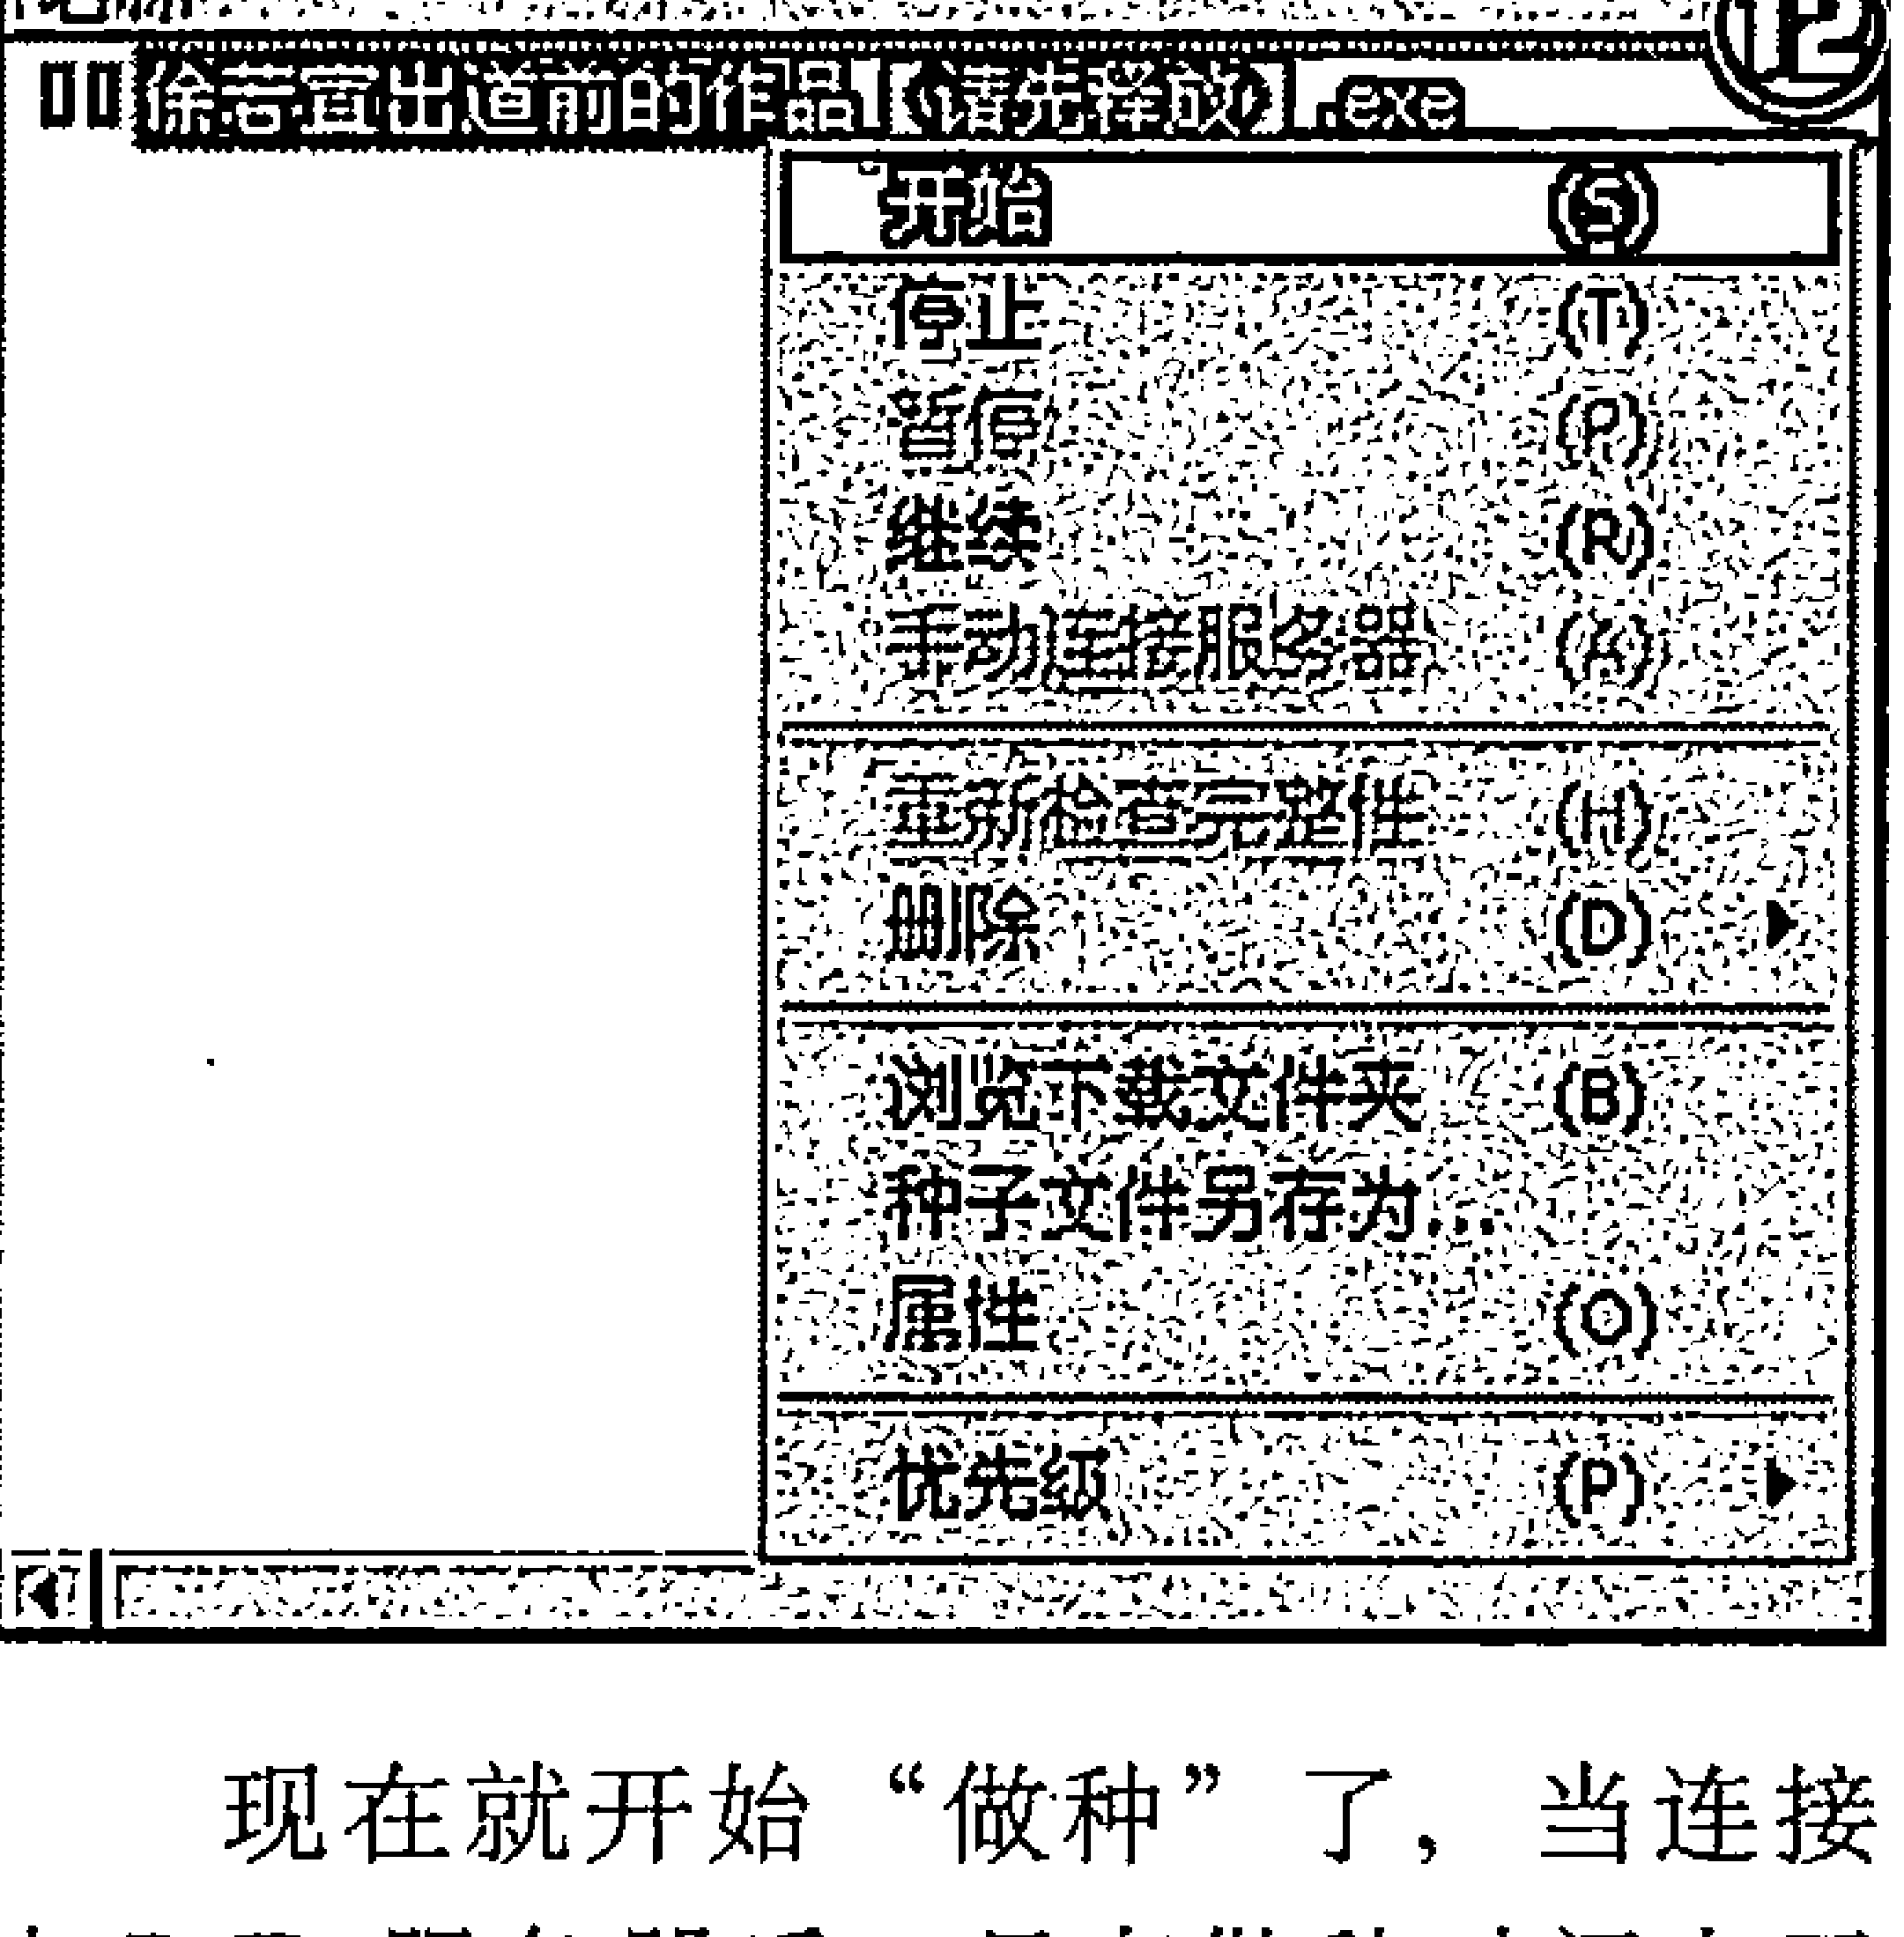 ⑫
徐若宣出道前的作品【(请先释放)】.exe
开始 (S)
停止 (T)
暂停 (P)
继续 (R)
手动连接服务器 (A)
重新检查完整性 (H)
删除 (D)
浏览下载文件夹 (B)
种子文件另存为...
属性 (O)
优先级 (P)
现在就开始“做种”了，当连接